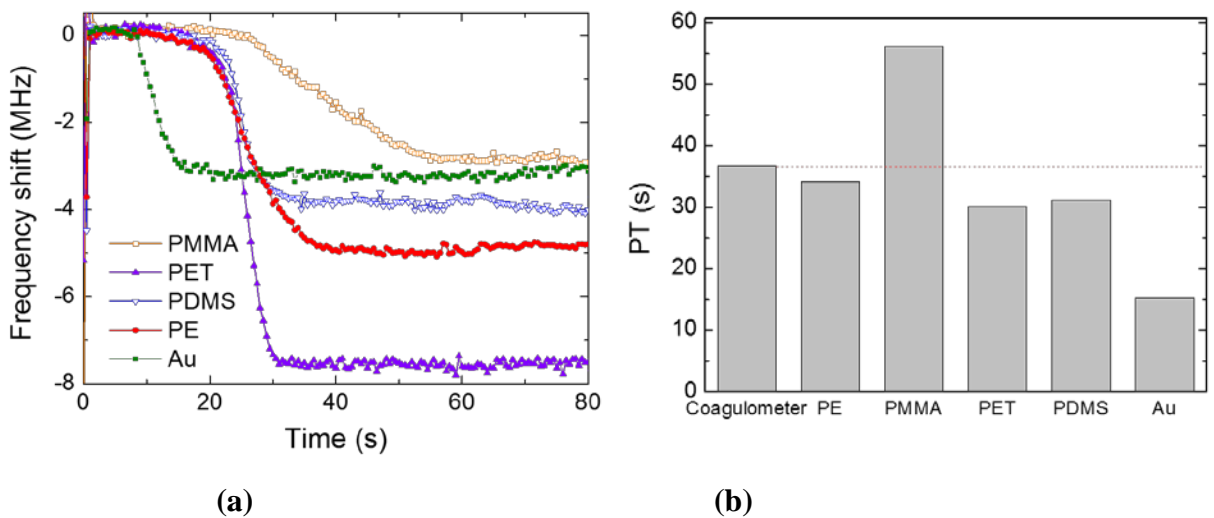 Frequency shift (MHz)
0
-2
-4
-6
-8
PMMA
PET
PDMS
PE
Au
0 20 40 60 80
Time (s)
(a)
PT (s)
60
50
40
30
20
10
0
Coagulometer PE PMMA PET PDMS Au
(b)